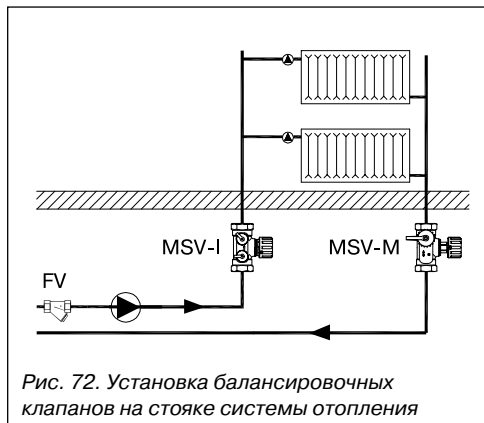 MSV-I
MSV-M
FV
Рис. 72. Установка балансировочных
клапанов на стояке системы отопления